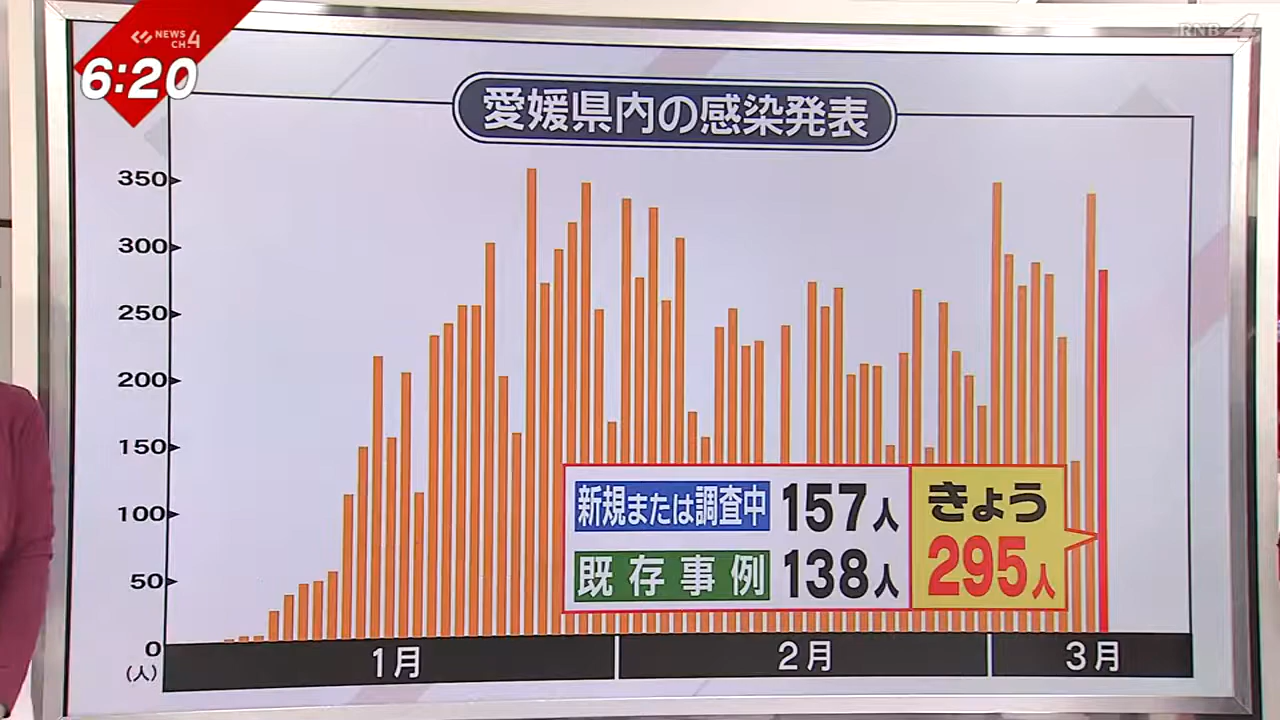 NEWS
CH.4
6:20
RNB 4
愛媛県内の感染発表
350
300
250
200
150
100
50
0
(人)
新規または調査中 157人
既存事例 138人
きょう
295人
1月 2月 3月